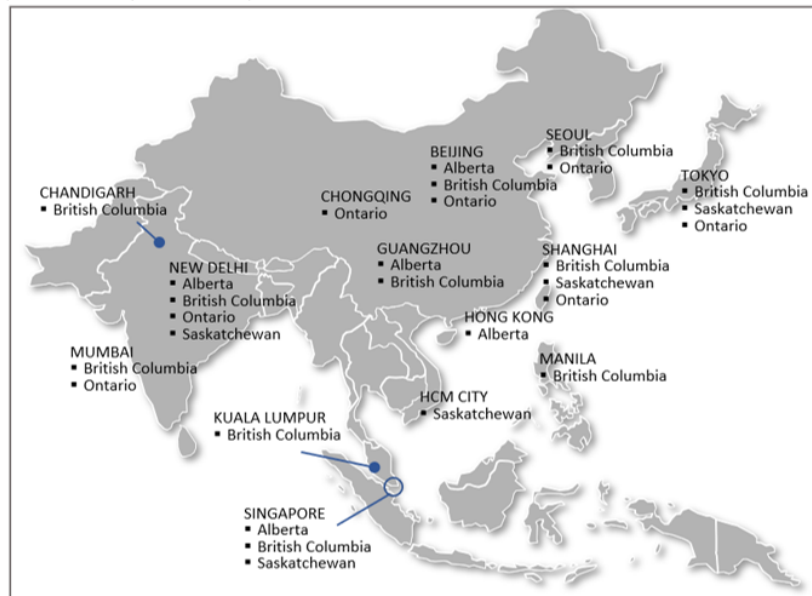 SEOUL
▪ British Columbia
▪ Ontario
BEIJING
▪ Alberta
▪ British Columbia
▪ Ontario
TOKYO
▪ British Columbia
▪ Saskatchewan
▪ Ontario
CHANDIGARH
▪ British Columbia
CHONGQING
▪ Ontario
GUANGZHOU
▪ Alberta
▪ British Columbia
SHANGHAI
▪ British Columbia
▪ Saskatchewan
▪ Ontario
NEW DELHI
▪ Alberta
▪ British Columbia
▪ Ontario
▪ Saskatchewan
HONG KONG
▪ Alberta
MUMBAI
▪ British Columbia
▪ Ontario
MANILA
▪ British Columbia
HCM CITY
▪ Saskatchewan
KUALA LUMPUR
▪ British Columbia
SINGAPORE
▪ Alberta
▪ British Columbia
▪ Saskatchewan